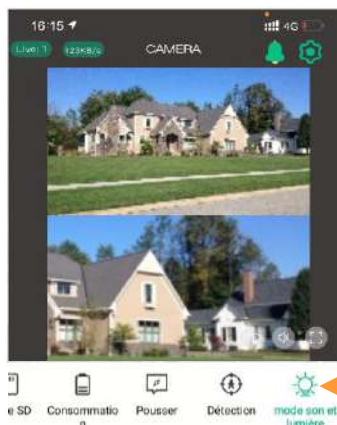 16:15 4G
Live: 1 123KB/s CAMERA
e SD Consommatio Pousser Détection mode son et
n lumière